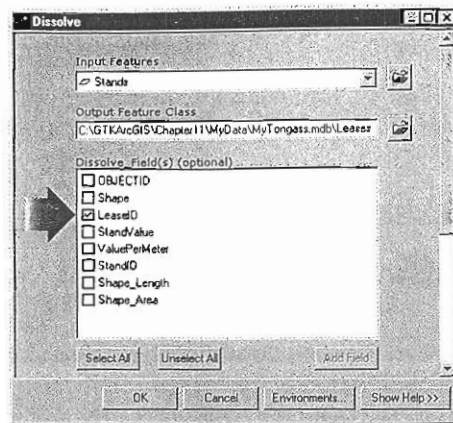 Dissolve
Input Features
Stands
Output Feature Class
C:\GTKArcGIS\Chapter11\MyData\MyTongass.mdb\Leases
Dissolve_Field(s) (optional)
OBJECTID
Shape
LeaseID
StandValue
ValuePerMeter
StandID
Shape_Length
Shape_Area
Select All Unselect All Add Field
OK Cancel Environments... Show Help >>